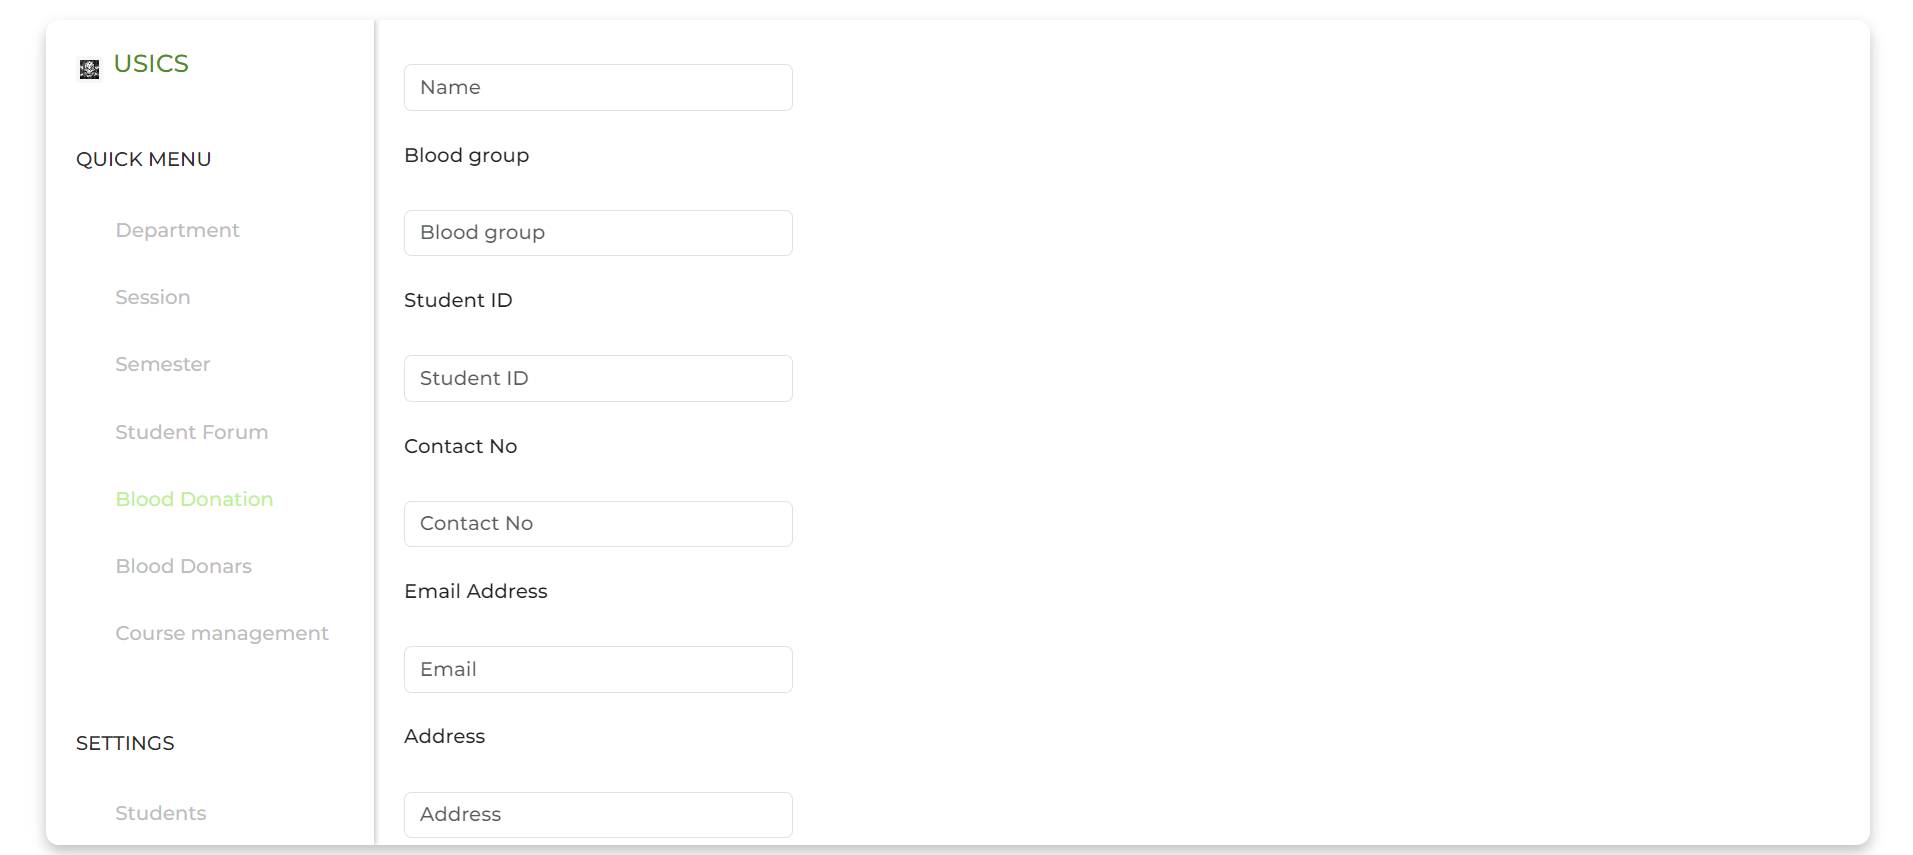 USICS
QUICK MENU
Department
Session
Semester
Student Forum
Blood Donation
Blood Donars
Course management
SETTINGS
Students
Name
Blood group
Blood group
Student ID
Student ID
Contact No
Contact No
Email Address
Email
Address
Address